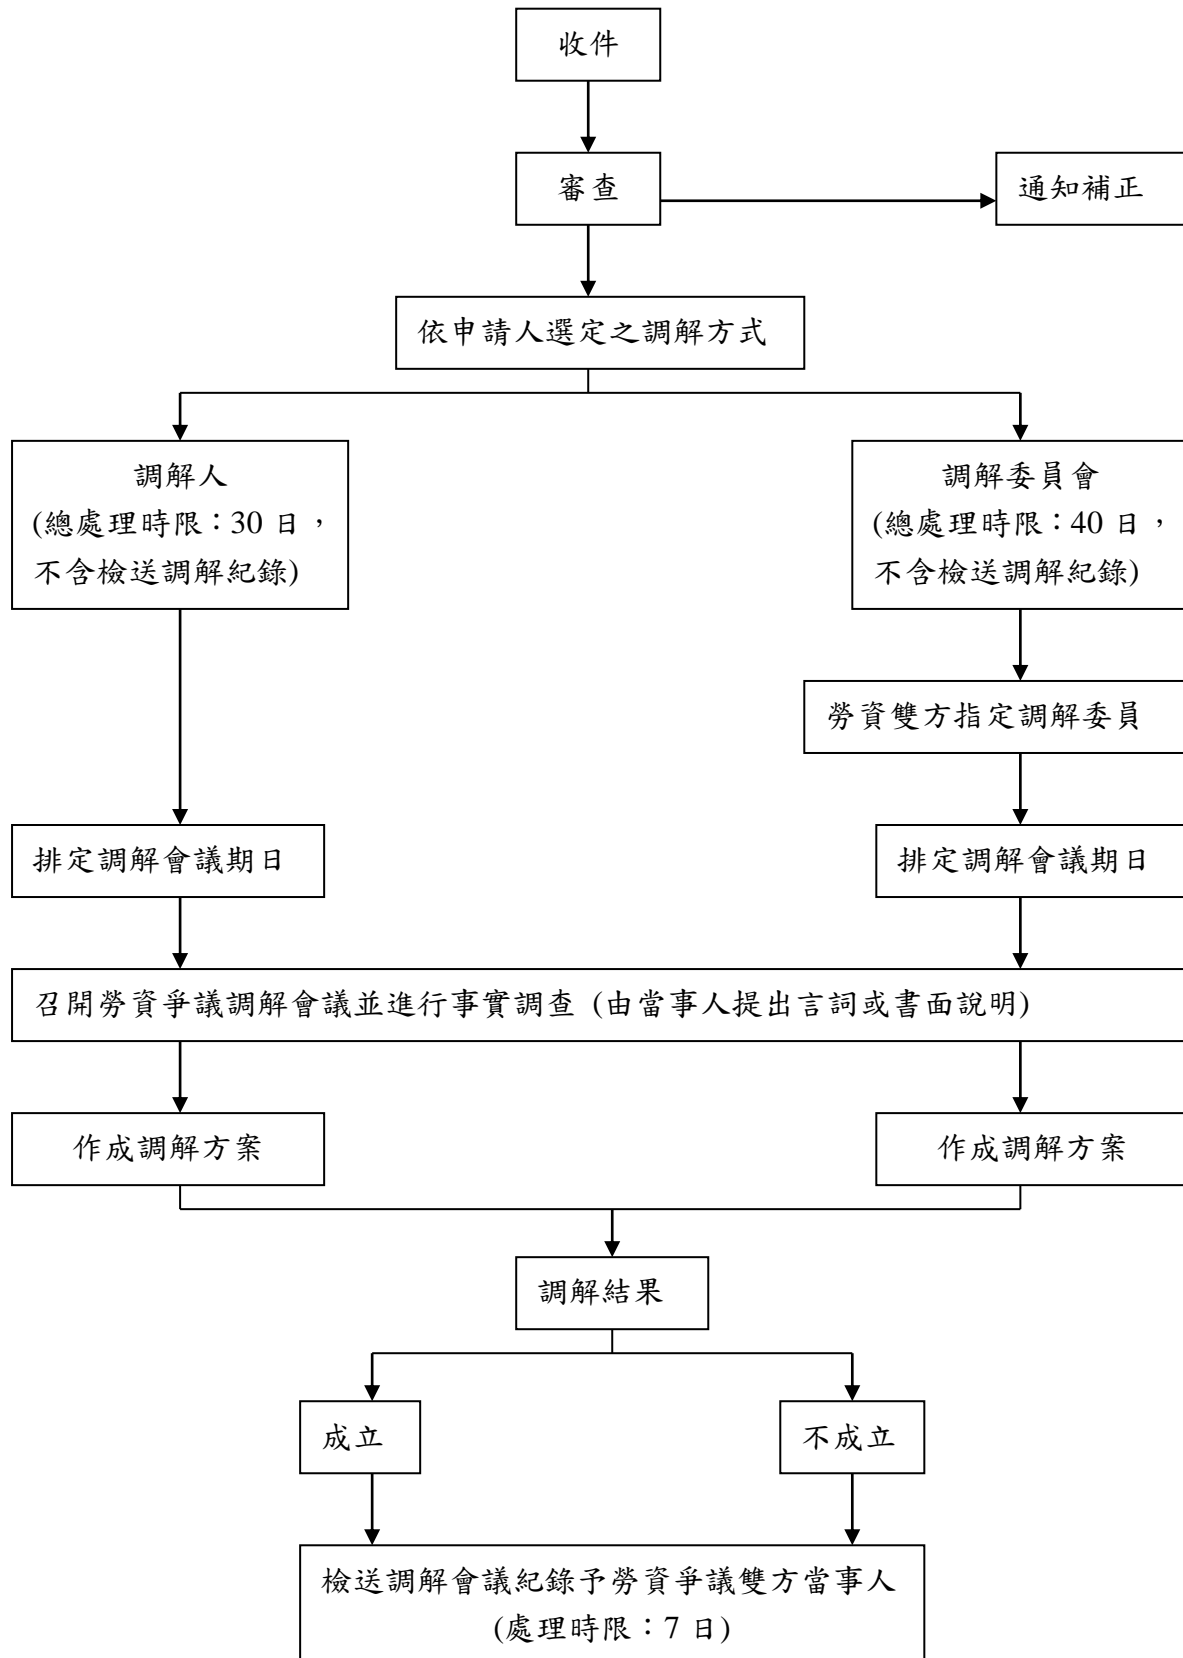 收件
審查
通知補正
依申請人選定之調解方式
調解人
(總處理時限：30 日，
不含檢送調解紀錄)
調解委員會
(總處理時限：40 日，
不含檢送調解紀錄)
勞資雙方指定調解委員
排定調解會議期日
排定調解會議期日
召開勞資爭議調解會議並進行事實調查 (由當事人提出言詞或書面說明)
作成調解方案
作成調解方案
調解結果
成立
不成立
檢送調解會議紀錄予勞資爭議雙方當事人
(處理時限：7 日)